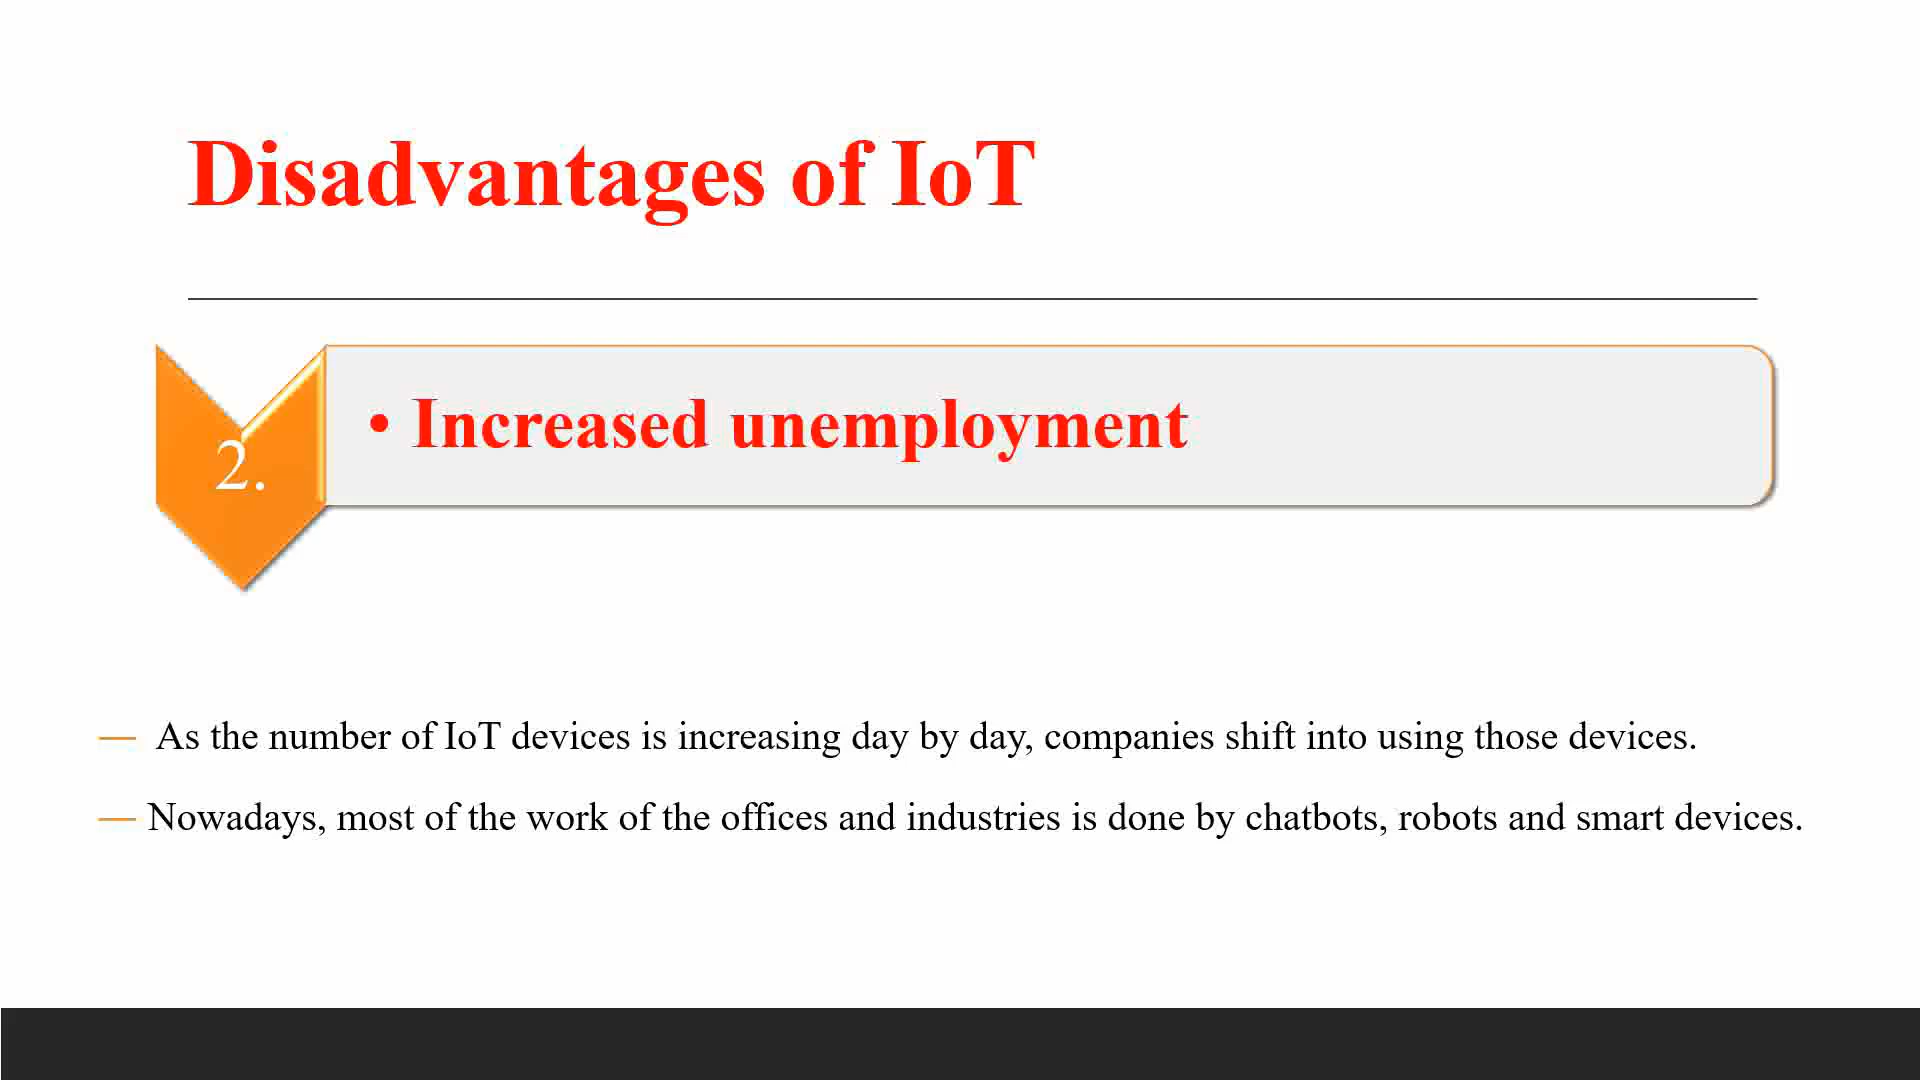 Disadvantages of IoT
2.
• Increased unemployment
— As the number of IoT devices is increasing day by day, companies shift into using those devices.
— Nowadays, most of the work of the offices and industries is done by chatbots, robots and smart devices.